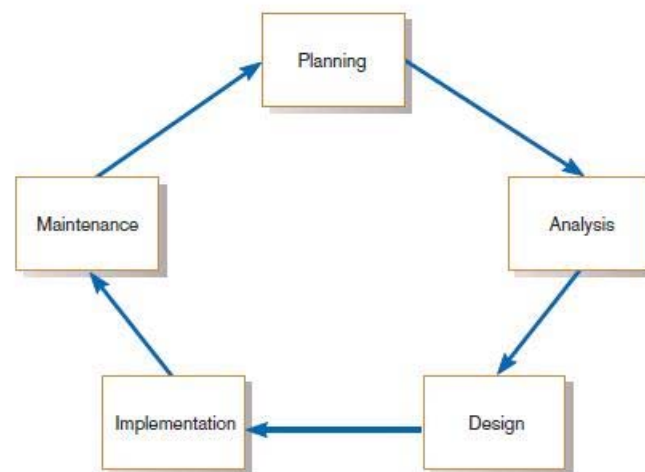 Planning
Analysis
Design
Implementation
Maintenance